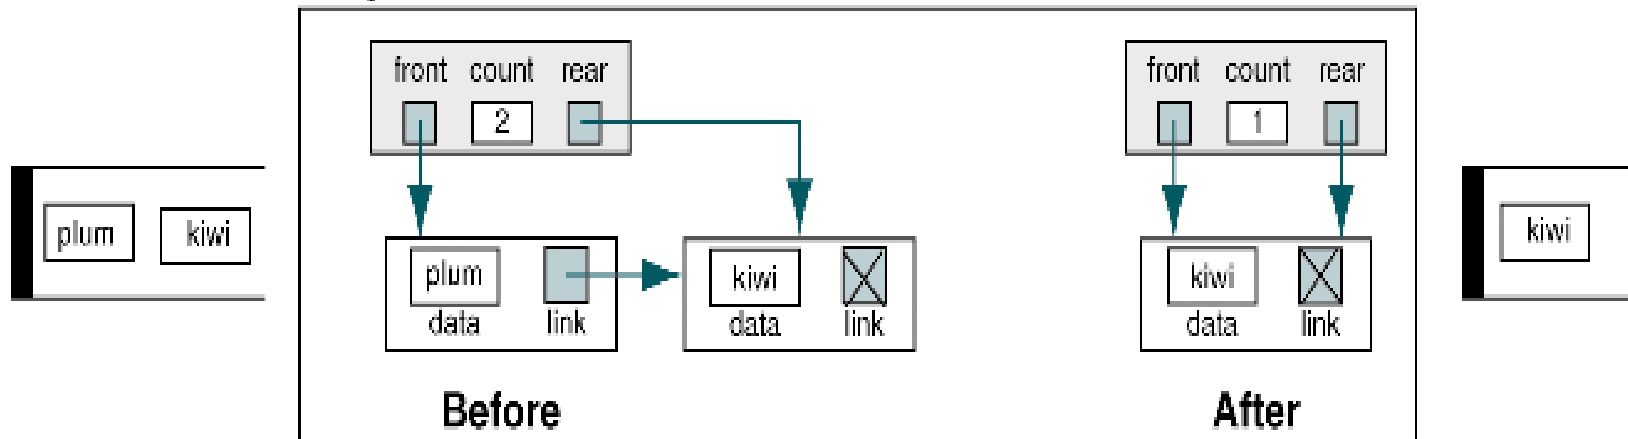 front count rear
2
plum kiwi
plum
data link
kiwi
data link
Before
front count rear
1
kiwi
data link
After
kiwi